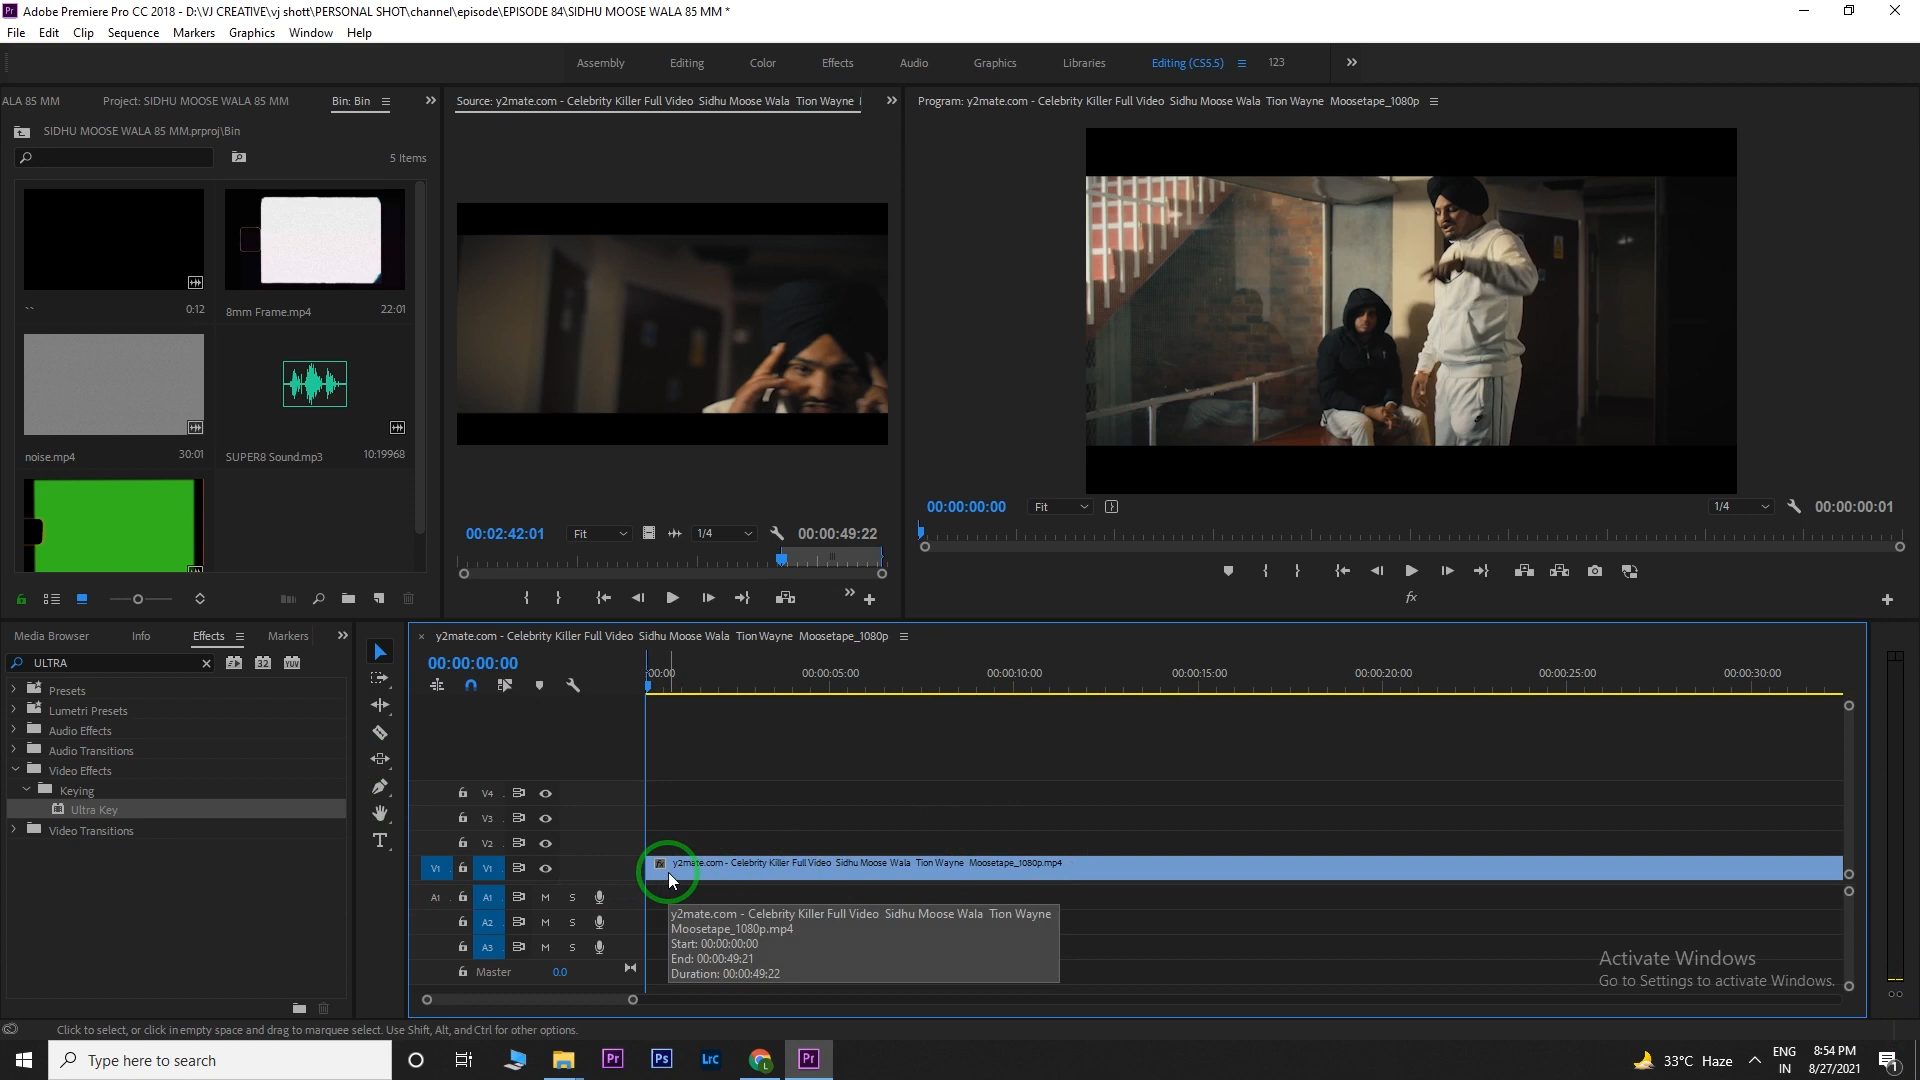 Adobe Premiere Pro CC 2018 - D:\VJ CREATIVE\vj shott\PERSONAL SHOT\channel\episode\EPISODE 84\SIDHU MOOSE WALA 85 MM *
File Edit Clip Sequence Markers Graphics Window Help
Assembly Editing Color Effects Audio Graphics Libraries Editing (CS5.5) 123
ALA 85 MM Project: SIDHU MOOSE WALA 85 MM Bin: Bin
Source: y2mate.com - Celebrity Killer Full Video Sidhu Moose Wala Tion Wayne
Program: y2mate.com - Celebrity Killer Full Video Sidhu Moose Wala Tion Wayne Moosetape_1080p
SIDHU MOOSE WALA 85 MM.prproj\Bin
5 Items
`` 0:12
8mm Frame.mp4 22:01
noise.mp4 30:01
SUPER8 Sound.mp3 10:19968
00:02:42:01 Fit 1/4 00:00:49:22
00:00:00:00 Fit 1/4 00:00:00:01
fx
Media Browser Info Effects Markers
ULTRA 32 YUV
Presets
Lumetri Presets
Audio Effects
Audio Transitions
Video Effects
Keying
Ultra Key
Video Transitions
T
y2mate.com - Celebrity Killer Full Video Sidhu Moose Wala Tion Wayne Moosetape_1080p
00:00:00:00
:00:00 00:00:05:00 00:00:10:00 00:00:15:00 00:00:20:00 00:00:25:00 00:00:30:00
V4
V3
V2
V1 V1
fx y2mate.com - Celebrity Killer Full Video Sidhu Moose Wala Tion Wayne Moosetape_1080p.mp4
A1 A1 M S
A2 M S
A3 M S
Master 0.0
y2mate.com - Celebrity Killer Full Video Sidhu Moose Wala Tion Wayne
Moosetape_1080p.mp4
Start: 00:00:00:00
End: 00:00:49:21
Duration: 00:00:49:22
Activate Windows
Go to Settings to activate Windows.
Click to select, or click in empty space and drag to marquee select. Use Shift, Alt, and Ctrl for other options.
Type here to search
Pr Ps Lrc L Pr
33°C Haze
ENG
IN
8:54 PM
8/27/2021
1